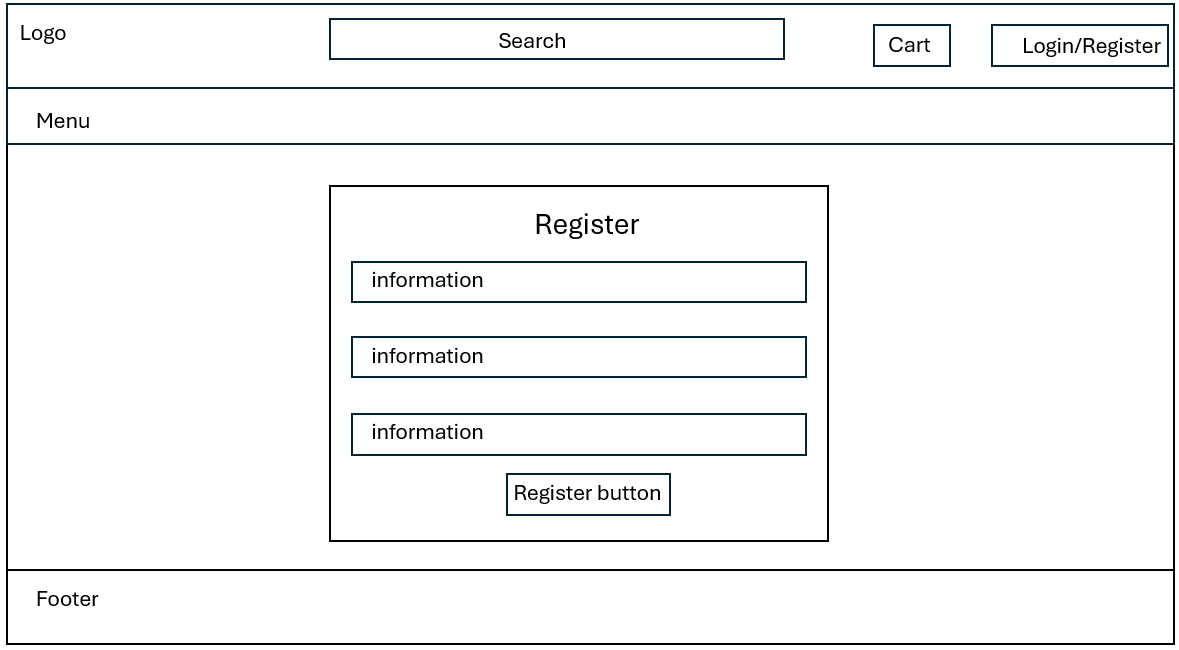 Logo
Search
Cart
Login/Register
Menu
Register
information
information
information
Register button
Footer